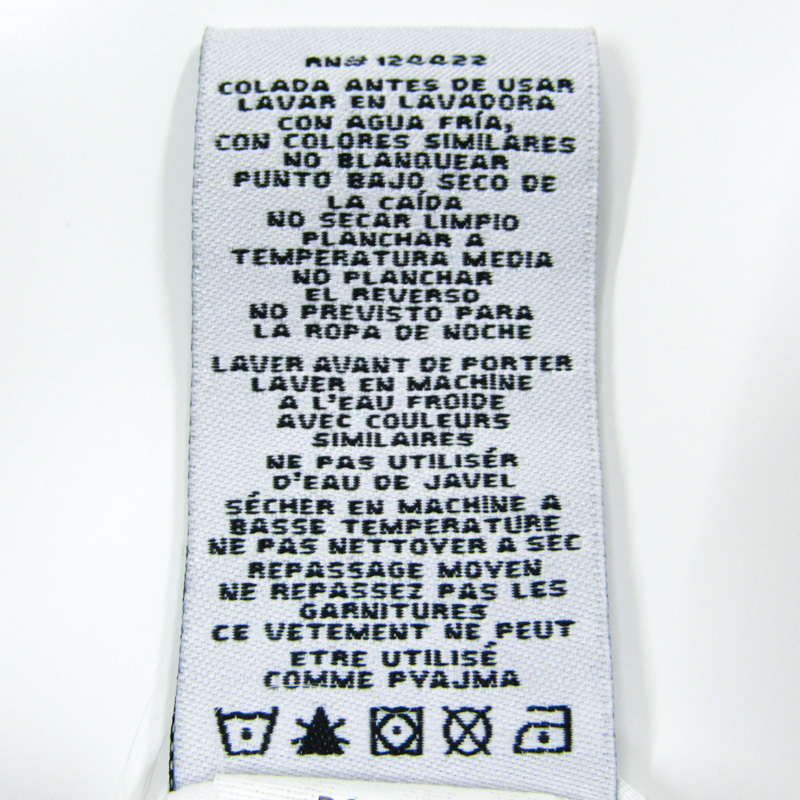 RN# 124422
COLADA ANTES DE USAR
LAVAR EN LAVADORA
CON AGUA FRÍA,
CON COLORES SIMILARES
NO BLANQUEAR
PUNTO BAJO SECO DE
LA CAÍDA
NO SECAR LIMPIO
PLANCHAR A
TEMPERATURA MEDIA
NO PLANCHAR
EL REVERSO
NO PREVISTO PARA
LA ROPA DE NOCHE
LAVER AVANT DE PORTER
LAVER EN MACHINE
A L'EAU FROIDE
AVEC COULEURS
SIMILAIRES
NE PAS UTILISÉR
D'EAU DE JAVEL
SÉCHER EN MACHINE A
BASSE TEMPERATURE
NE PAS NETTOYER A SEC
REPASSAGE MOYEN
NE REPASSEZ PAS LES
GARNITURES
CE VETEMENT NE PEUT
ETRE UTILISÉ
COMME PYAJMA